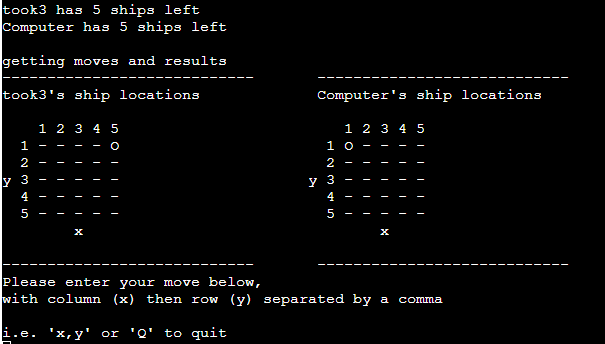 took3 has 5 ships left
Computer has 5 ships left
getting moves and results
----------------------------    ----------------------------
took3's ship locations    Computer's ship locations
1 2 3 4 5    1 2 3 4 5
1 - - - - O    1 O - - - -
2 - - - - -    2 - - - - -
y 3 - - - - -    y 3 - - - - -
4 - - - - -    4 - - - - -
5 - - - - -    5 - - - - -
x    x
----------------------------    ----------------------------
Please enter your move below,
with column (x) then row (y) separated by a comma
i.e. 'x,y' or 'Q' to quit